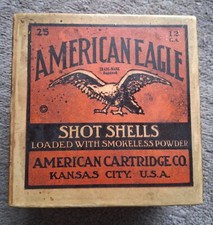 25
12
GA
AMERICAN EAGLE
SHOT SHELLS
LOADED WITH SMOKELESS POWDER
AMERICAN CARTRIDGE CO.
KANSAS CITY, U.S.A.